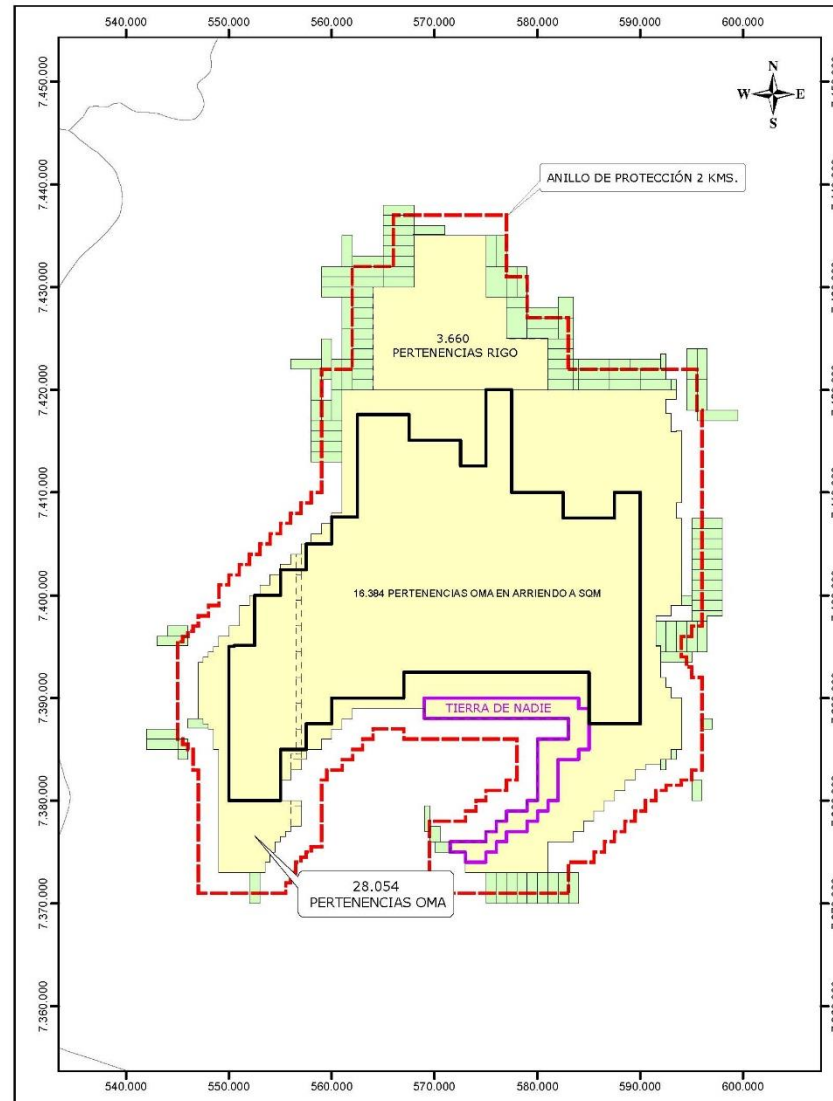 540.000 550.000 560.000 570.000 580.000 590.000 600.000
7.450.000
N
W E
S
7.440.000
ANILLO DE PROTECCIÓN 2 KMS.
7.430.000
3.660
PERTENENCIAS RIGO
7.420.000
7.410.000
7.400.000
16.384 PERTENENCIAS OMA EN ARRIENDO A SQM
7.390.000
TIERRA DE NADIE
7.380.000
28.054
PERTENENCIAS OMA
7.370.000
7.360.000
540.000 550.000 560.000 570.000 580.000 590.000 600.000